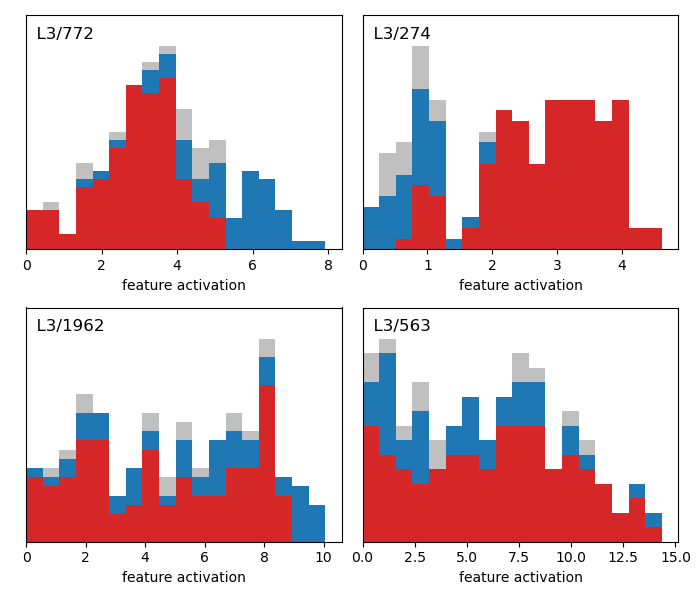 L3/772
0 2 4 6 8
feature activation
L3/274
0 1 2 3 4
feature activation
L3/1962
0 2 4 6 8 10
feature activation
L3/563
0.0 2.5 5.0 7.5 10.0 12.5 15.0
feature activation